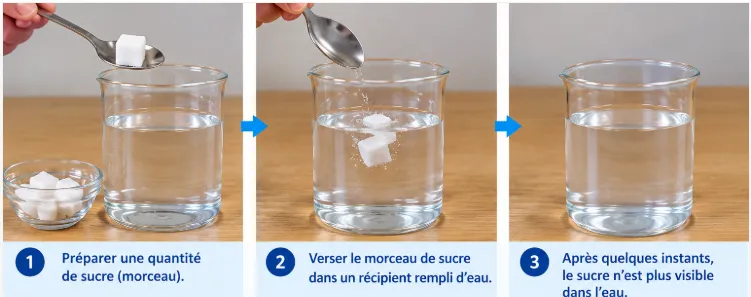 1
Préparer une quantité
de sucre (morceau).
2
Verser le morceau de sucre
dans un récipient rempli d'eau.
3
Après quelques instants,
le sucre n'est plus visible
dans l'eau.